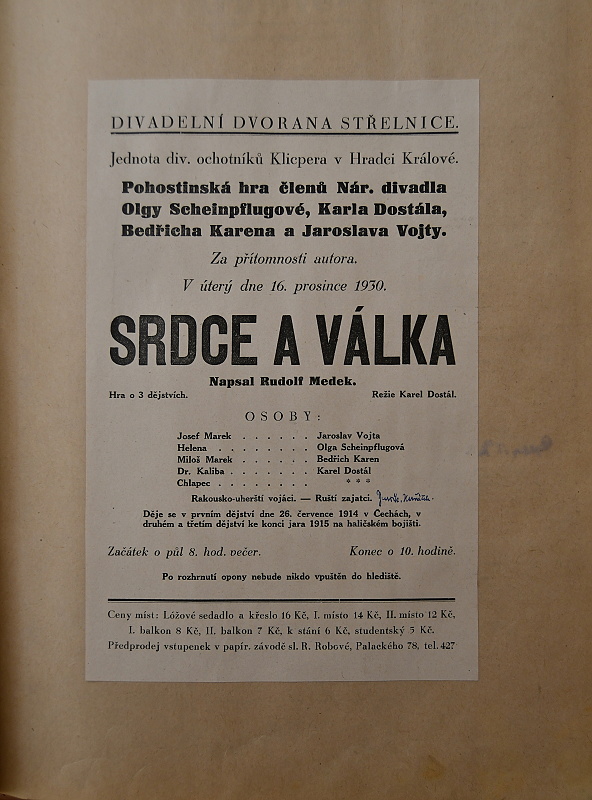 DIVADELNÍ DVORANA STŘELNICE.
Jednota div. ochotníků Klicpera v Hradci Králové.
Pohostinská hra členů Nár. divadla
Olgy Scheinpflugové, Karla Dostála,
Bedřicha Karena a Jaroslava Vojty.
Za přítomnosti autora.
V úterý dne 16. prosince 1930.
SRDCE A VÁLKA
Napsal Rudolf Medek.
Hra o 3 dějstvích. Režie Karel Dostál.
OSOBY:
Josef Marek . . . . . . Jaroslav Vojta
Helena . . . . . . . . Olga Scheinpflugová
Miloš Marek . . . . . . Bedřich Karen
Dr. Kaliba . . . . . . . Karel Dostál
Chlapec . . . . . . . . * * *
Rakousko-uherští vojáci. — Ruští zajatci.
Děje se v prvním dějství dne 26. července 1914 v Čechách, v
druhém a třetím dějství ke konci jara 1915 na haličském bojišti.
Začátek o půl 8. hod. večer. Konec o 10. hodině.
Po rozhrnutí opony nebude nikdo vpuštěn do hlediště.
Ceny míst: Lóžové sedadlo a křeslo 16 Kč, I. místo 14 Kč, II. místo 12 Kč,
I. balkon 8 Kč, II. balkon 7 Kč, k stání 6 Kč, studentský 5 Kč.
Předprodej vstupenek v papír. závodě sl. R. Robové, Palackého 78, tel. 427